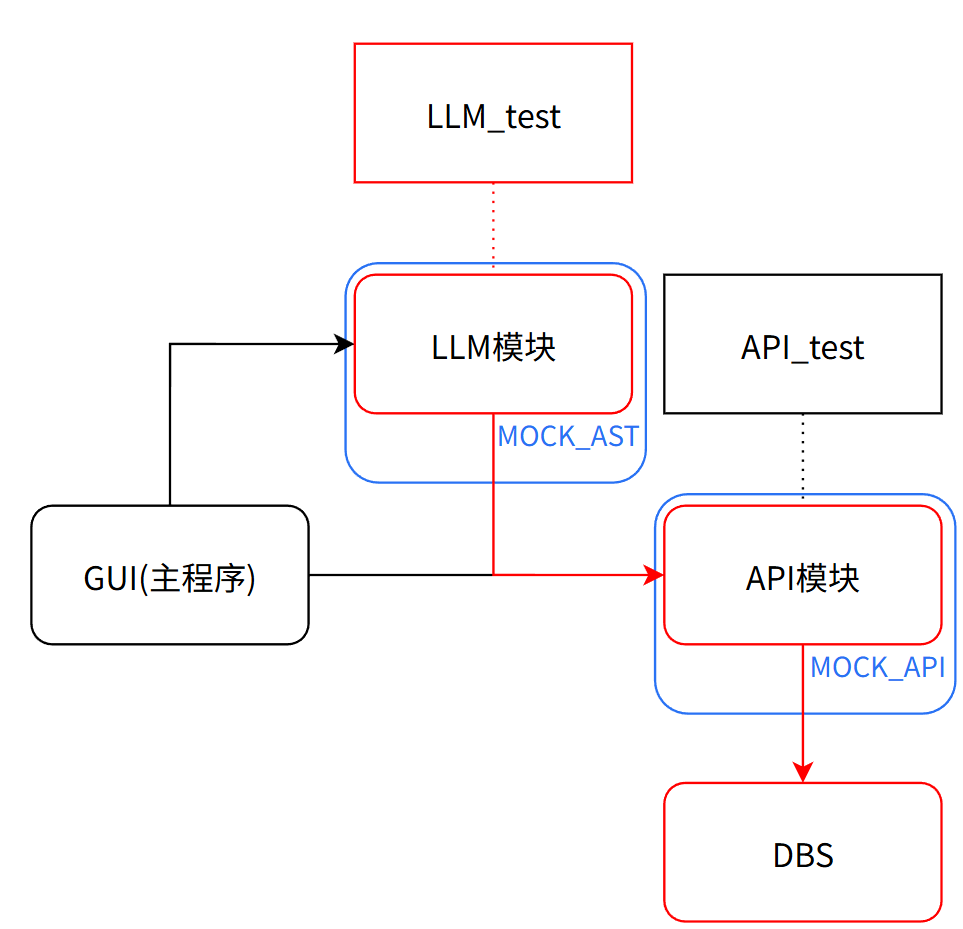 LLM_test
LLM模块
API_test
MOCK_AST
GUI(主程序)
API模块
MOCK_API
DBS